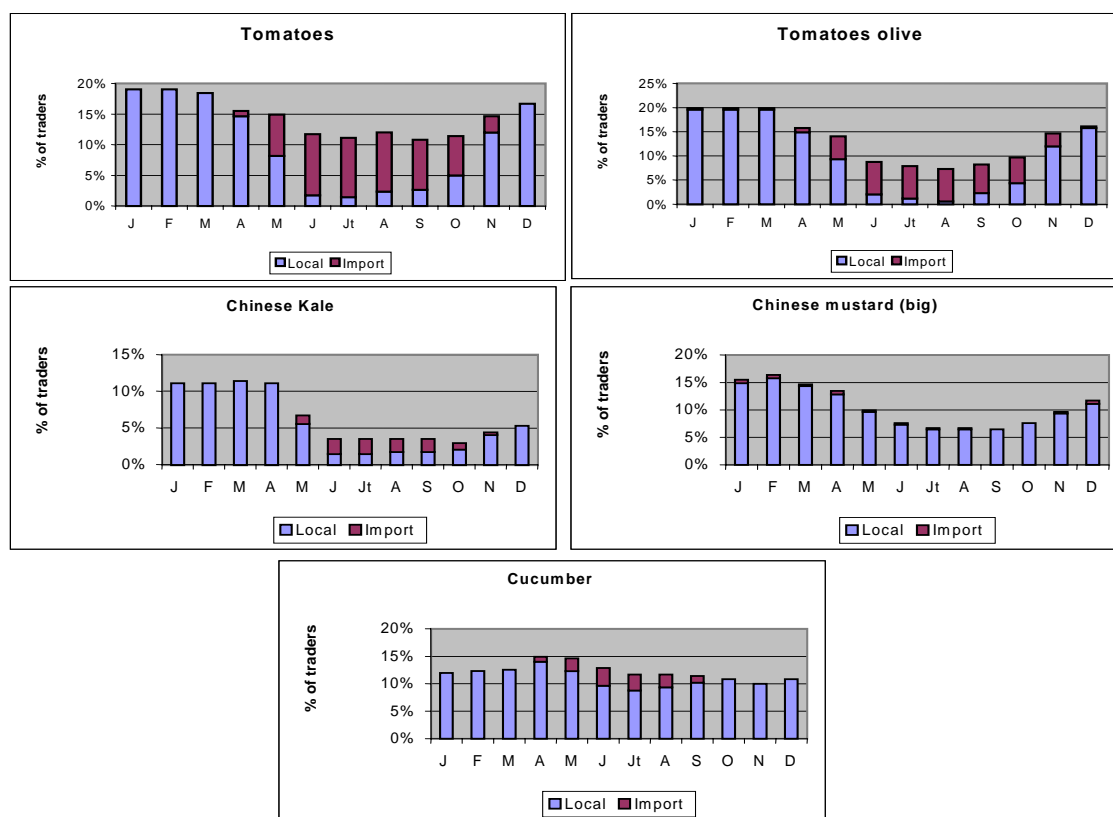 Tomatoes
% of traders
20%
15%
10%
5%
0%
J F M A M J Jt A S O N D
Local Import
Tomatoes olive
% of traders
25%
20%
15%
10%
5%
0%
J F M A M J Jt A S O N D
Local Import
Chinese Kale
% of traders
15%
10%
5%
0%
J F M A M J Jt A S O N D
Local Import
Chinese mustard (big)
% of traders
20%
15%
10%
5%
0%
J F M A M J Jt A S O N D
Local Import
Cucumber
% of traders
20%
15%
10%
5%
0%
J F M A M J Jt A S O N D
Local Import